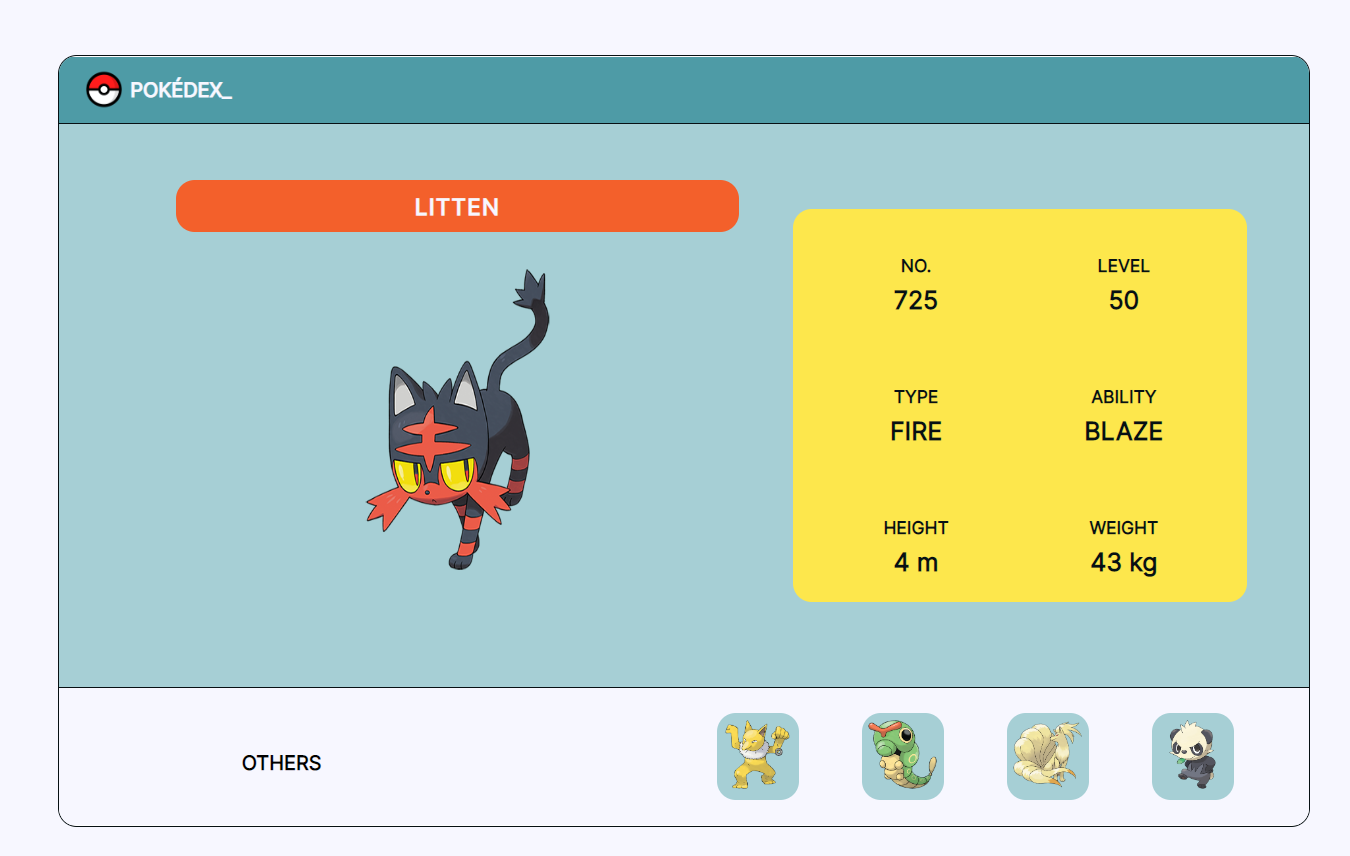 POKÉDEX_
LITTEN
NO.
725
LEVEL
50
TYPE
FIRE
ABILITY
BLAZE
HEIGHT
4 m
WEIGHT
43 kg
OTHERS